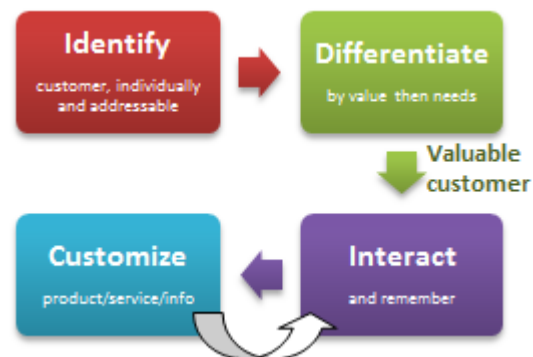 Identify
customer, individually
and addressable
Differentiate
by value then needs
Valuable
customer
Interact
and remember
Customize
product/service/info